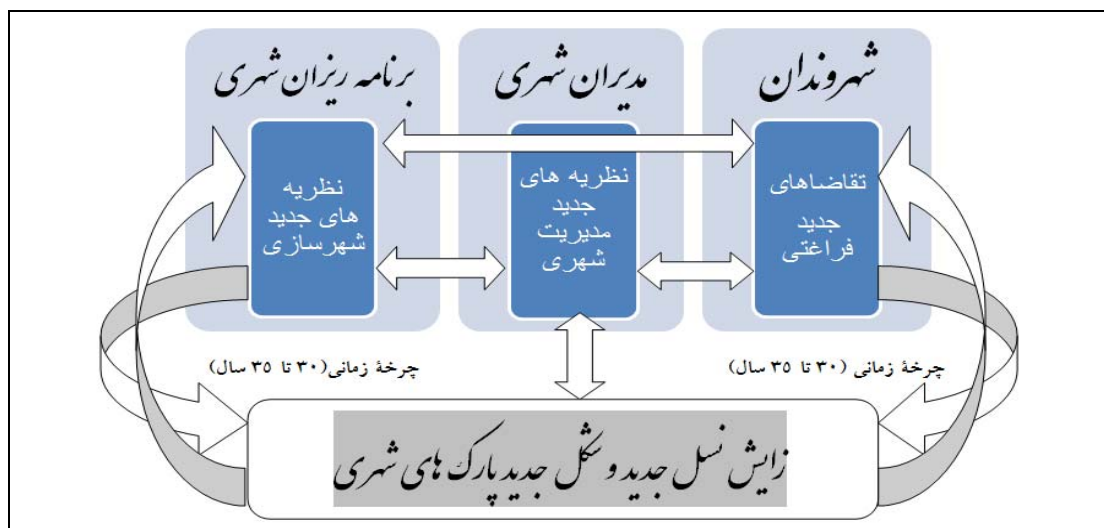 شهروندان
تقاضاهای
جدید
فراغتی
مدیران شهری
نظریه های
جدید
مدیریت
شهری
برنامه ریزان شهری
نظریه
های جدید
شهرسازی
چرخهٔ زمانی (۳۰ تا ۳۵ سال)
چرخهٔ زمانی(۳۰ تا ۳۵ سال)
زایش نسل جدید و شکل جدید پارک های شهری